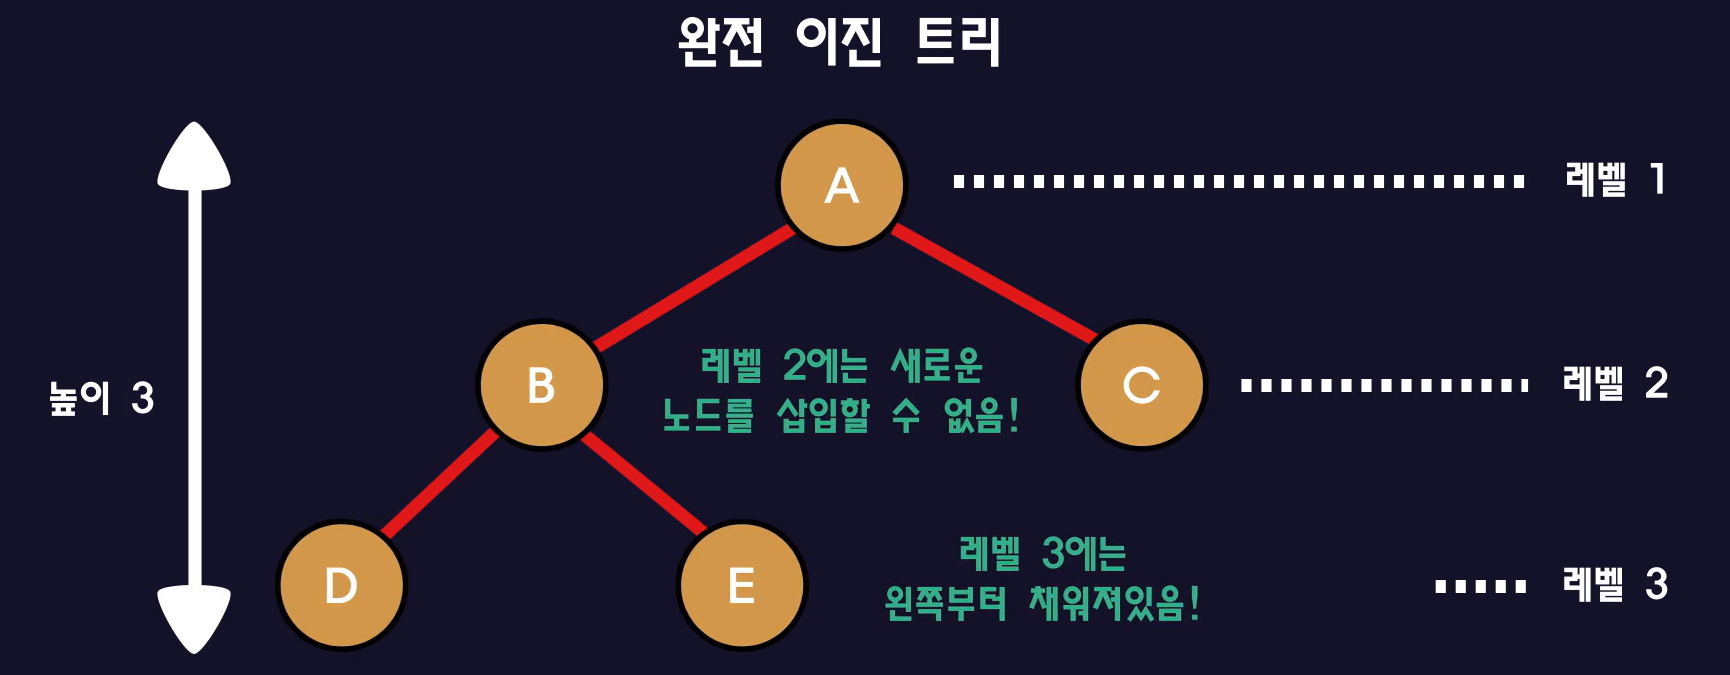 완전 이진 트리
A
레벨 1
높이 3
B
레벨 2에는 새로운
노드를 삽입할 수 없음!
C
레벨 2
D
E
레벨 3에는
왼쪽부터 채워져있음!
레벨 3